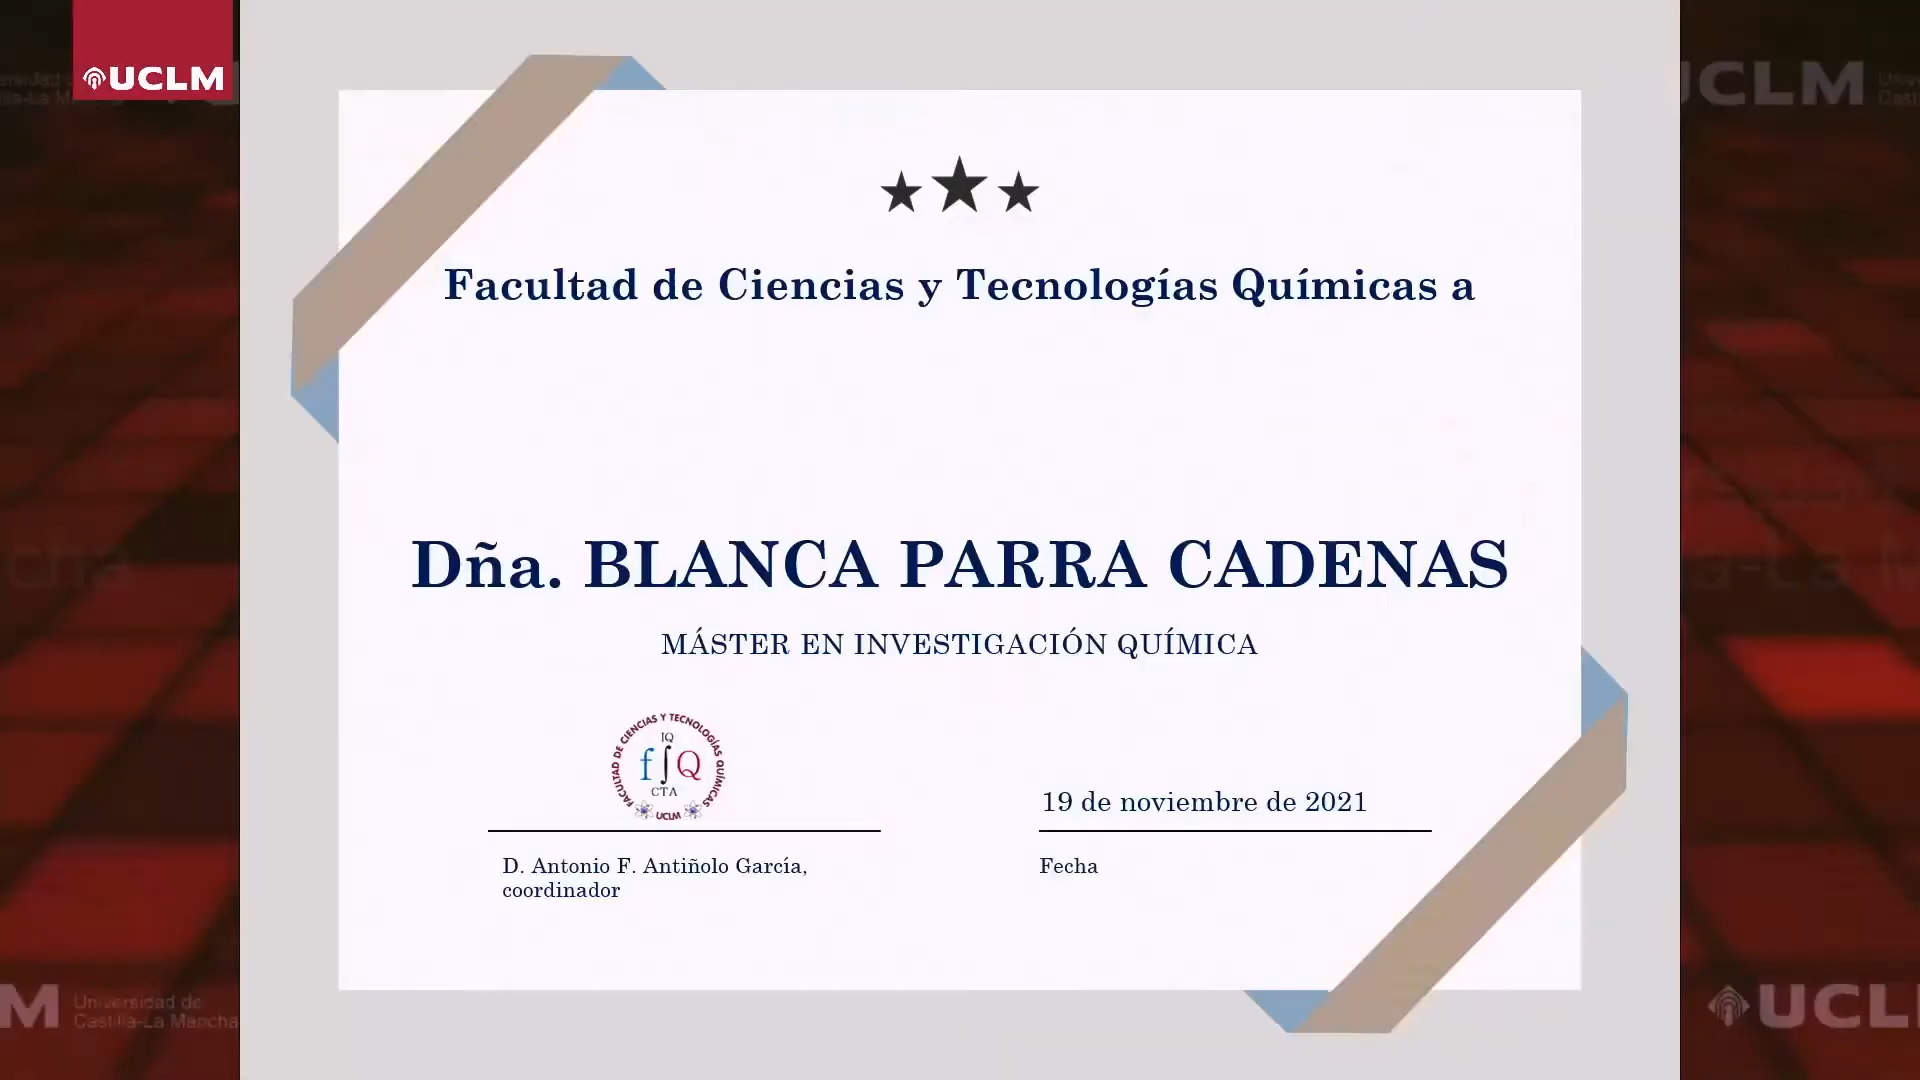 UCLM
UCLM
Facultad de Ciencias y Tecnologías Químicas a
Dña. BLANCA PARRA CADENAS
MÁSTER EN INVESTIGACIÓN QUÍMICA
FACULTAD DE CIENCIAS Y TECNOLOGÍAS QUÍMICAS
IQ
f∫Q
CTA
UCLM
19 de noviembre de 2021
D. Antonio F. Antiñolo García,
coordinador
Fecha
Universidad de
Castilla-La Mancha
UCL